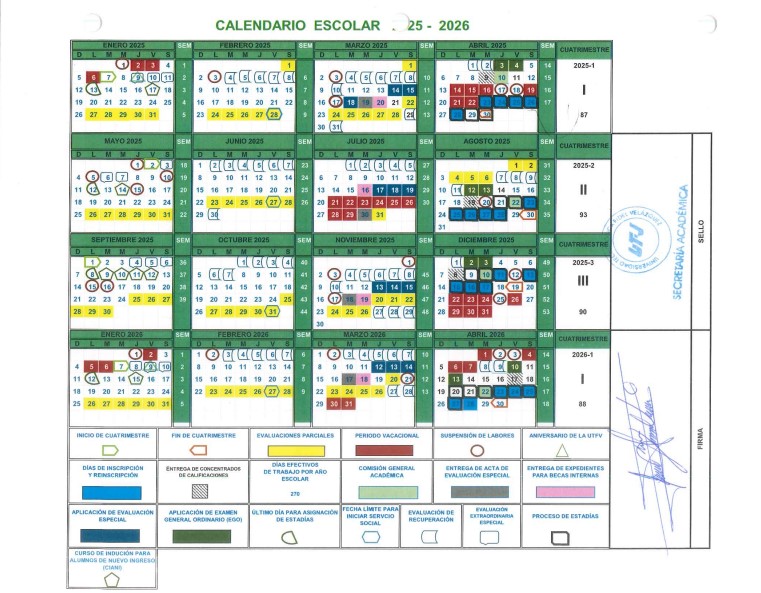 CALENDARIO ESCOLAR 25 - 2026
ENERO 2025 SEM FEBRERO 2025 SEM MARZO 2025 SEM ABRIL 2025 SEM CUATRIMESTRE
D L M M J V S D L M M J V S D L M M J V S D L M M J V S
1 2 3 4 1 1 1 1 2 3 4 5 14 2025-1
5 6 7 8 9 10 11 2 2 3 4 5 6 7 8 6 2 3 4 5 6 7 8 10 6 7 8 9 10 11 12 15
12 13 14 15 16 17 18 3 9 10 11 12 13 14 15 7 9 10 11 12 13 14 15 11 13 14 15 16 17 18 19 16 I
19 20 21 22 23 24 25 4 16 17 18 19 20 21 22 8 16 17 18 19 20 21 22 12 20 21 22 23 24 25 26 17
26 27 28 29 30 31 23 24 25 26 27 28 9 23 24 25 26 27 28 29 13 27 28 29 30 87
30 31
MAYO 2025 SEM JUNIO 2025 SEM JULIO 2025 SEM AGOSTO 2025 SEM CUATRIMESTRE
D L M M J V S D L M M J V S D L M M J V S D L M M J V S
1 2 3 18 1 2 3 4 5 6 7 23 1 2 3 4 5 27 1 2 31 2025-2
4 5 6 7 8 9 10 8 9 10 11 12 13 14 24 6 7 8 9 10 11 12 28 3 4 5 6 7 8 9 32
11 12 13 14 15 16 17 20 15 16 17 18 19 20 21 25 13 14 15 16 17 18 19 10 11 12 13 14 15 16 33 II
18 19 20 21 22 23 24 21 22 23 24 25 26 27 28 20 21 22 23 24 25 26 30 17 18 19 20 21 22 23 34
25 26 27 28 29 30 31 29 30 27 28 29 30 31 24 25 26 27 28 29 30 35 93
31
SEPTIEMBRE 2025 SEM OCTUBRE 2025 SEM NOVIEMBRE 2025 SEM DICIEMBRE 2025 SEM CUATRIMESTRE
D L M M J V S D L M M J V S D L M M J V S D L M M J V S
1 2 3 4 5 6 36 1 2 3 4 40 1 1 2 3 4 5 6 49 2025-3
7 8 9 10 11 12 13 37 5 6 7 8 9 10 11 41 2 3 4 5 6 7 8 45 7 8 9 10 11 12 13 50
14 15 16 17 18 19 20 38 12 13 14 15 16 17 18 42 9 10 11 12 13 14 15 46 14 15 16 17 18 19 20 51 III
21 22 23 24 25 26 27 39 19 20 21 22 23 24 25 43 16 17 18 19 20 21 22 47 21 22 23 24 25 26 27 52
28 29 30 26 27 28 29 30 31 44 23 24 25 26 27 28 29 48 28 29 30 31 53 90
30
ENERO 2026 SEM FEBRERO 2026 SEM MARZO 2026 SEM ABRIL 2026 SEM CUATRIMESTRE
D L M M J V S D L M M J V S D L M M J V S D L M M J V S
1 2 3 1 1 2 3 4 5 6 7 6 1 2 3 4 5 6 7 10 1 2 3 4 14 2026-1
4 5 6 7 8 9 10 2 8 9 10 11 12 13 14 7 8 9 10 11 12 13 14 11 5 6 7 8 9 10 11 15
11 12 13 14 15 16 17 3 15 16 17 18 19 20 21 8 15 16 17 18 19 20 21 12 12 13 14 15 16 17 18 16 I
18 19 20 21 22 23 24 4 22 23 24 25 26 27 28 9 22 23 24 25 26 27 28 13 19 20 21 22 23 24 25 17
25 26 27 28 29 30 31 5 29 30 31 26 27 28 29 30 18 88
INICIO DE CUATRIMESTRE FIN DE CUATRIMESTRE EVALUACIONES PARCIALES PERIODO VACACIONAL SUSPENSIÓN DE LABORES ANIVERSARIO DE LA UTFV
DÍAS DE INSCRIPCIÓN Y REINSCRIPCIÓN
ENTREGA DE CONCENTRADOS DE CALIFICACIONES
DÍAS EFECTIVOS DE TRABAJO POR AÑO ESCOLAR
270
COMISIÓN GENERAL ACADÉMICA
ENTREGA DE ACTA DE EVALUACIÓN ESPECIAL
ENTREGA DE EXPEDIENTES PARA BECAS INTERNAS
APLICACIÓN DE EVALUACIÓN ESPECIAL
APLICACIÓN DE EXAMEN GENERAL ORDINARIO (EGO)
ÚLTIMO DÍA PARA ASIGNACIÓN DE ESTADÍAS
FECHA LÍMITE PARA INICIAR SERVCIO SOCIAL
EVALUACIÓN DE RECUPERACIÓN
EVALUACIÓN EXTRAORDINARIA ESPECIAL
PROCESO DE ESTADÍAS
CURSO DE INDUCIÓN PARA ALUMNOS DE NUEVO INGRESO (CIANI)
SECRETARÍA ACADÉMICA
SELLO
FIRMA